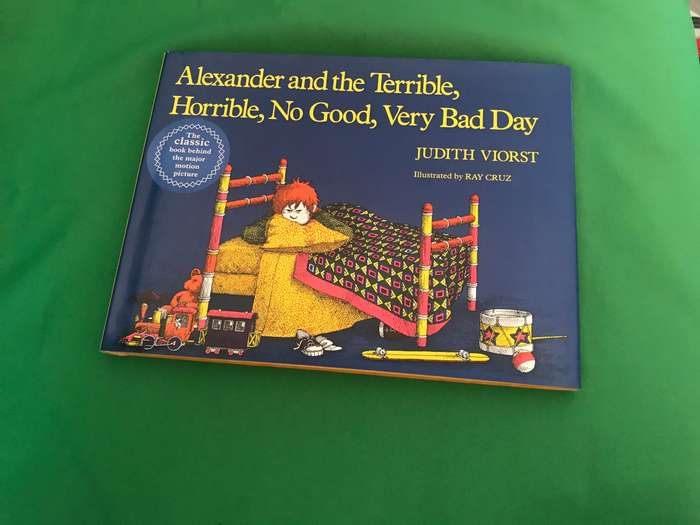 Alexander and the Terrible,
Horrible, No Good, Very Bad Day
JUDITH VIORST
Illustrated by RAY CRUZ
The
classic
book behind
the major
motion
picture